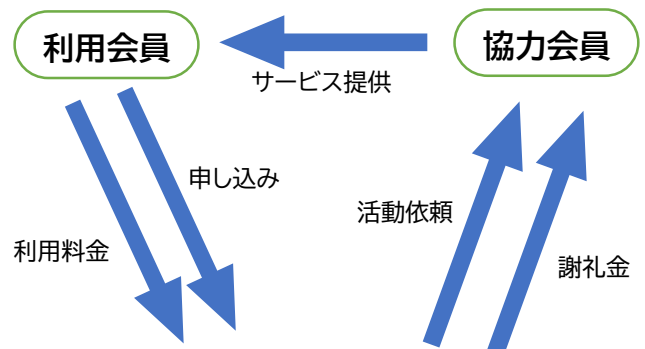 利用会員
協力会員
サービス提供
申し込み
活動依頼
利用料金
謝礼金